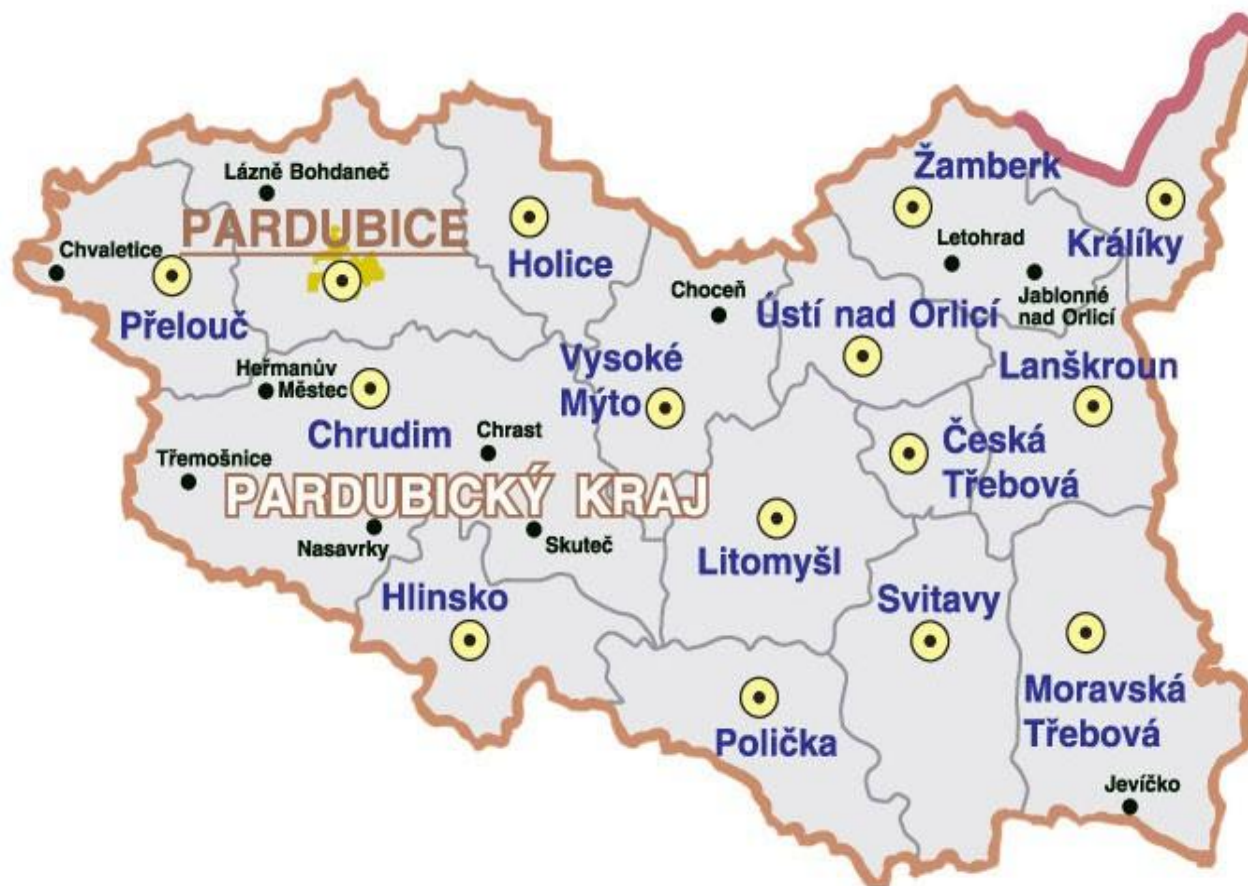 Žamberk
Lázně Bohdaneč
PARDUBICE
Holice
Králíky
Letohrad
Chvaletice
Choceň
Jablonné
nad Orlicí
Ústí nad Orlicí
Přelouč
Vysoké
Mýto
Lanškroun
Heřmanův
Městec
Chrudim
Chrast
Česká
Třebová
Třemošnice
PARDUBICKÝ KRAJ
Nasavrky
Skuteč
Litomyšl
Hlinsko
Svitavy
Moravská
Třebová
Polička
Jevíčko